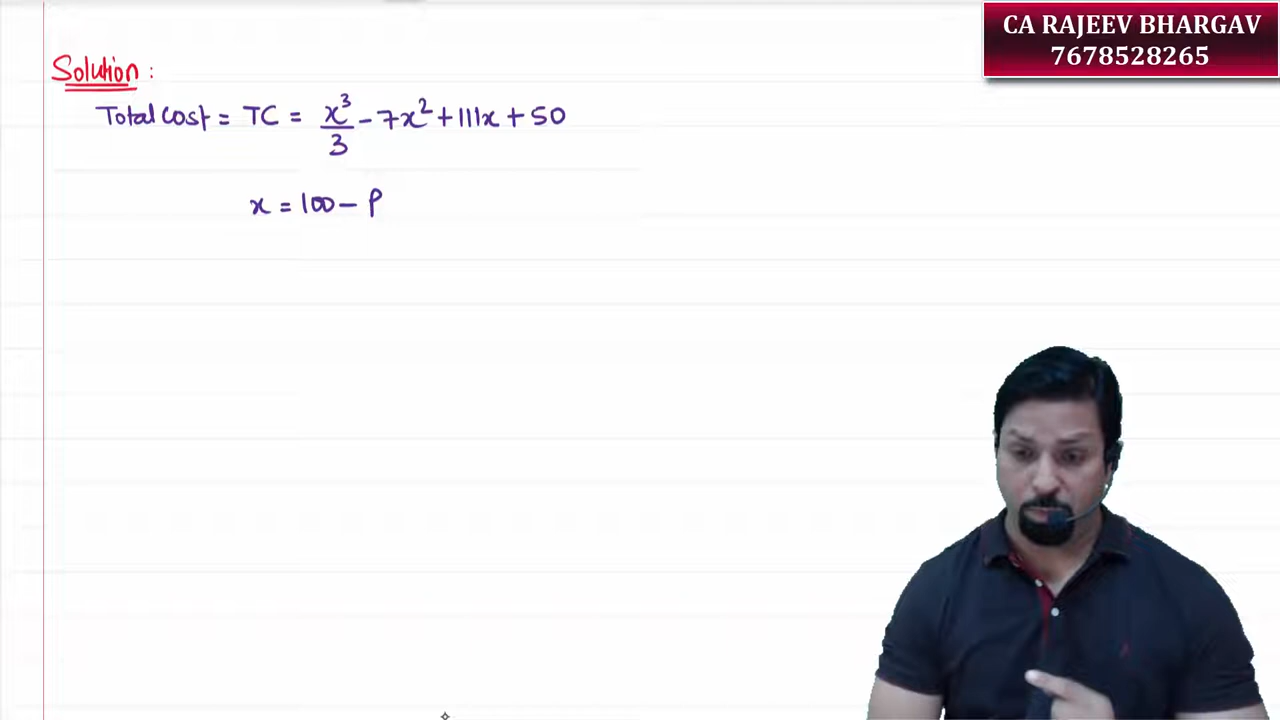 CA RAJEEV BHARGAV
7678528265
Solution :
Total Cost = TC = x³/3 - 7x² + 111x + 50
x = 100 - P